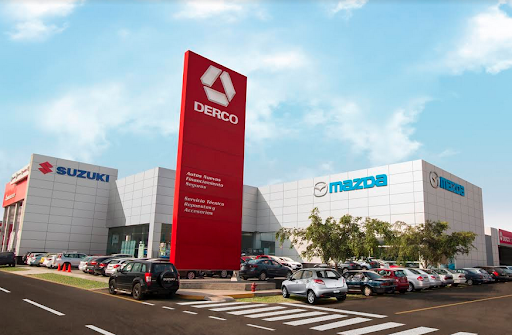 SUZUKI
DERCO
Autos Nuevos
Financiamiento
Seguros
Servicio Técnico
Repuestos y
Accesorios
mazda
mazda